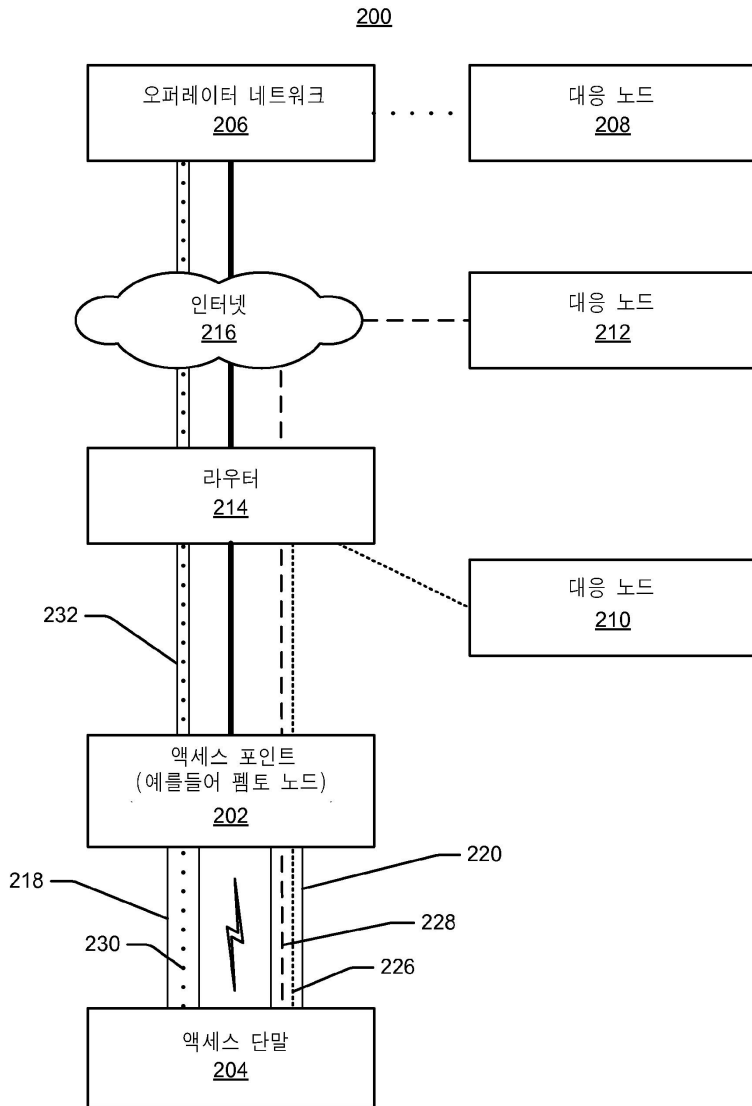 200
오퍼레이터 네트워크
206
대응 노드
208
인터넷
216
대응 노드
212
라우터
214
대응 노드
210
232
액세스 포인트
(예를들어 펨토 노드)
202
218
220
228
230
226
액세스 단말
204